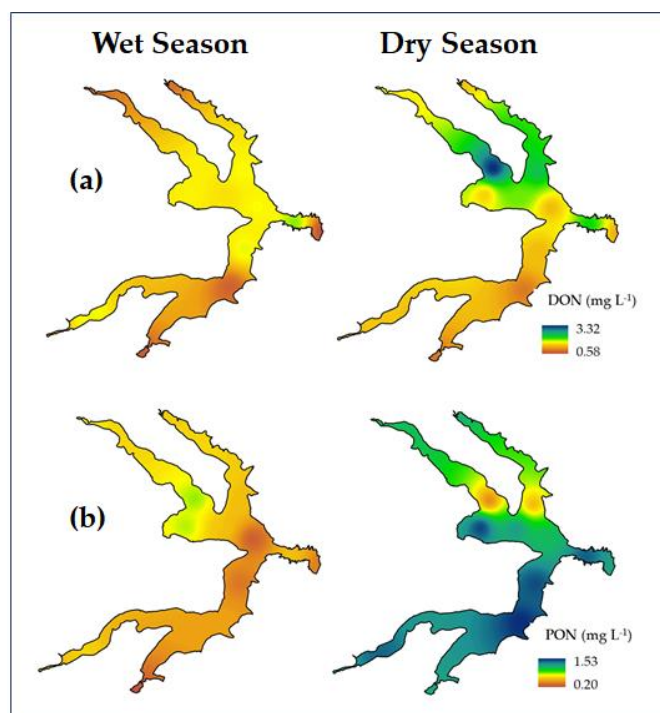 Wet Season Dry Season
(a)
DON (mg L⁻¹)
3.32
0.58
(b)
PON (mg L⁻¹)
1.53
0.20